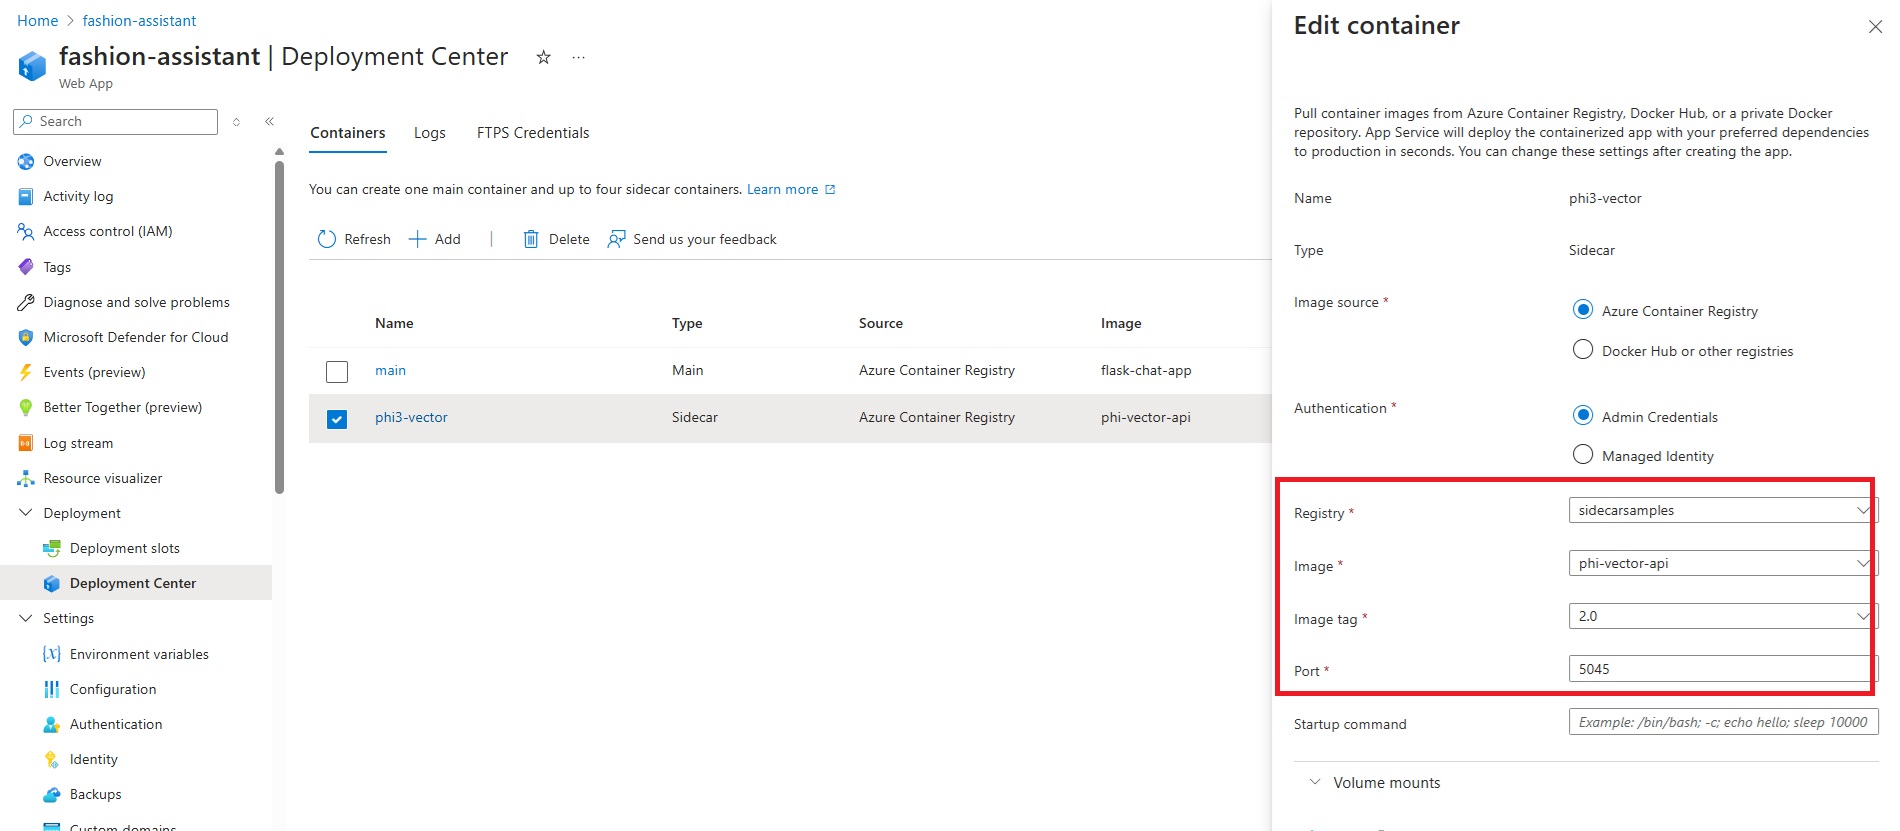 Home > fashion-assistant
fashion-assistant | Deployment Center
Web App
Search
Overview
Activity log
Access control (IAM)
Tags
Diagnose and solve problems
Microsoft Defender for Cloud
Events (preview)
Better Together (preview)
Log stream
Resource visualizer
Deployment
Deployment slots
Deployment Center
Settings
Environment variables
Configuration
Authentication
Identity
Backups
Custom domains
Containers Logs FTPS Credentials
You can create one main container and up to four sidecar containers. Learn more
Refresh Add | Delete Send us your feedback
Name Type Source Image
main Main Azure Container Registry flask-chat-app
phi3-vector Sidecar Azure Container Registry phi-vector-api
Edit container
Pull container images from Azure Container Registry, Docker Hub, or a private Docker
repository. App Service will deploy the containerized app with your preferred dependencies
to production in seconds. You can change these settings after creating the app.
Name phi3-vector
Type Sidecar
Image source * Azure Container Registry
Docker Hub or other registries
Authentication * Admin Credentials
Managed Identity
Registry * sidecarsamples
Image * phi-vector-api
Image tag * 2.0
Port * 5045
Startup command Example: /bin/bash; -c; echo hello; sleep 10000
Volume mounts